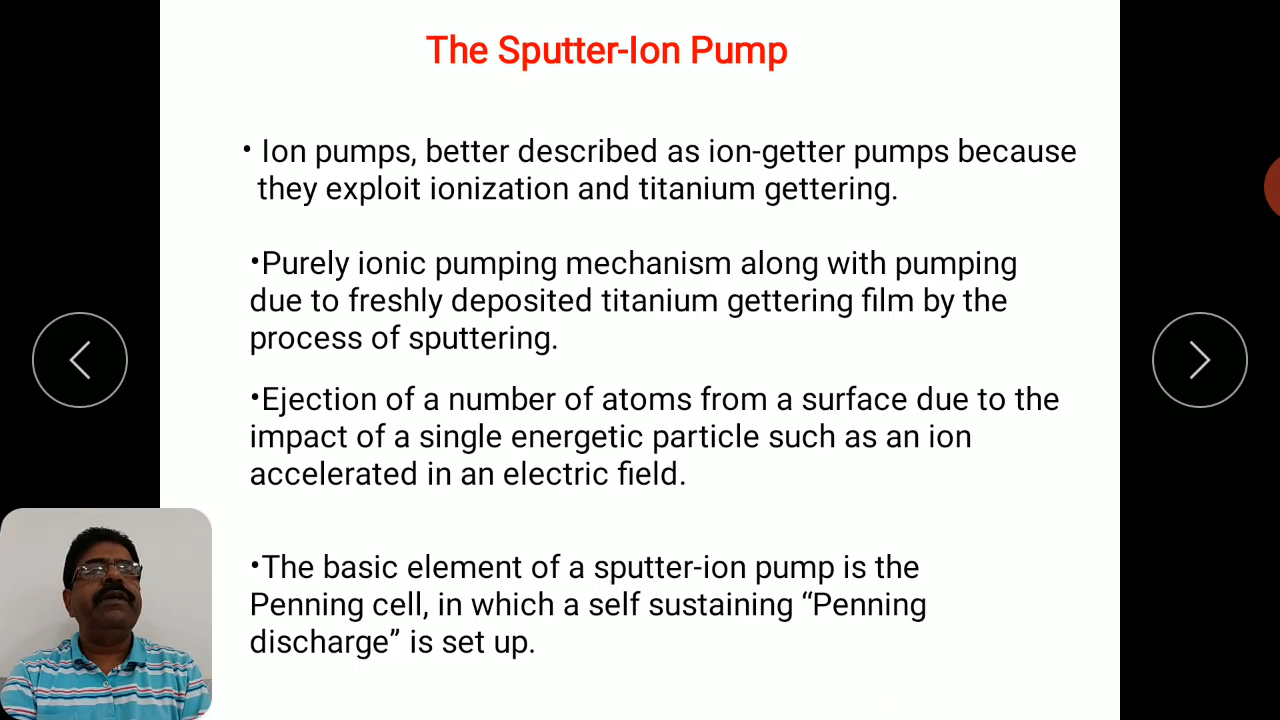 The Sputter-Ion Pump
• Ion pumps, better described as ion-getter pumps because
they exploit ionization and titanium gettering.
•Purely ionic pumping mechanism along with pumping
due to freshly deposited titanium gettering film by the
process of sputtering.
•Ejection of a number of atoms from a surface due to the
impact of a single energetic particle such as an ion
accelerated in an electric field.
•The basic element of a sputter-ion pump is the
Penning cell, in which a self sustaining “Penning
discharge” is set up.